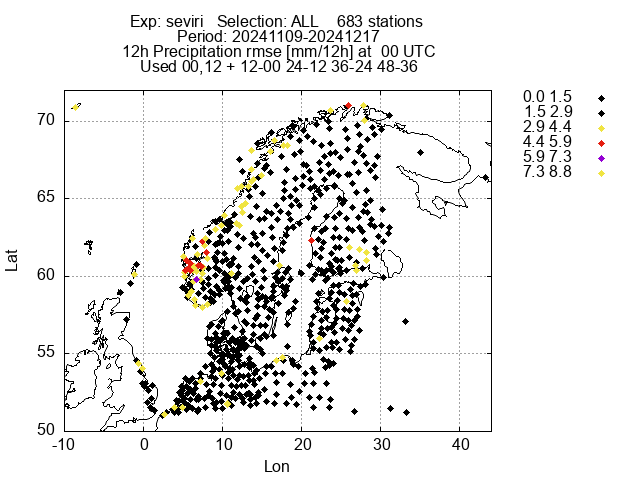 Exp: seviri Selection: ALL 683 stations
Period: 20241109-20241217
12h Precipitation rmse [mm/12h] at 00 UTC
Used 00,12 + 12-00 24-12 36-24 48-36
0.0 1.5
1.5 2.9
2.9 4.4
4.4 5.9
5.9 7.3
7.3 8.8
70
65
60
55
50
Lat
-10 0 10 20 30 40
Lon